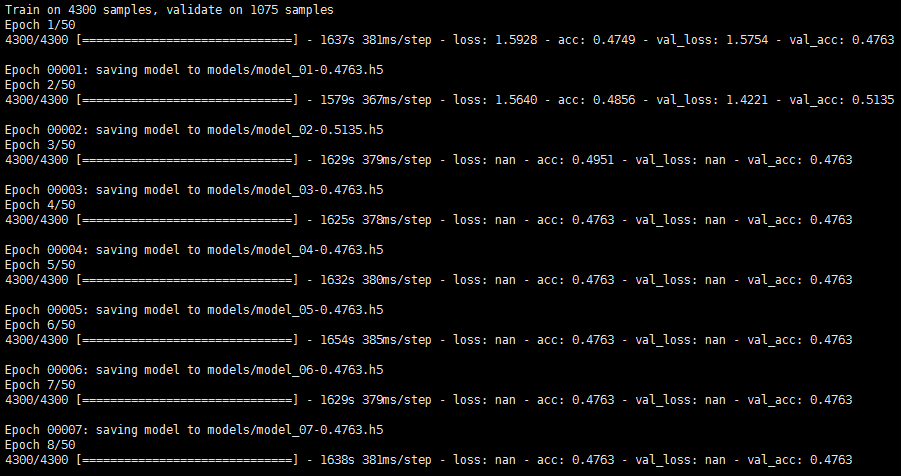 Train on 4300 samples, validate on 1075 samples
Epoch 1/50
4300/4300 [==============================] - 1637s 381ms/step - loss: 1.5928 - acc: 0.4749 - val_loss: 1.5754 - val_acc: 0.4763
Epoch 00001: saving model to models/model_01-0.4763.h5
Epoch 2/50
4300/4300 [==============================] - 1579s 367ms/step - loss: 1.5640 - acc: 0.4856 - val_loss: 1.4221 - val_acc: 0.5135
Epoch 00002: saving model to models/model_02-0.5135.h5
Epoch 3/50
4300/4300 [==============================] - 1629s 379ms/step - loss: nan - acc: 0.4951 - val_loss: nan - val_acc: 0.4763
Epoch 00003: saving model to models/model_03-0.4763.h5
Epoch 4/50
4300/4300 [==============================] - 1625s 378ms/step - loss: nan - acc: 0.4763 - val_loss: nan - val_acc: 0.4763
Epoch 00004: saving model to models/model_04-0.4763.h5
Epoch 5/50
4300/4300 [==============================] - 1632s 380ms/step - loss: nan - acc: 0.4763 - val_loss: nan - val_acc: 0.4763
Epoch 00005: saving model to models/model_05-0.4763.h5
Epoch 6/50
4300/4300 [==============================] - 1654s 385ms/step - loss: nan - acc: 0.4763 - val_loss: nan - val_acc: 0.4763
Epoch 00006: saving model to models/model_06-0.4763.h5
Epoch 7/50
4300/4300 [==============================] - 1629s 379ms/step - loss: nan - acc: 0.4763 - val_loss: nan - val_acc: 0.4763
Epoch 00007: saving model to models/model_07-0.4763.h5
Epoch 8/50
4300/4300 [==============================] - 1638s 381ms/step - loss: nan - acc: 0.4763 - val_loss: nan - val_acc: 0.4763